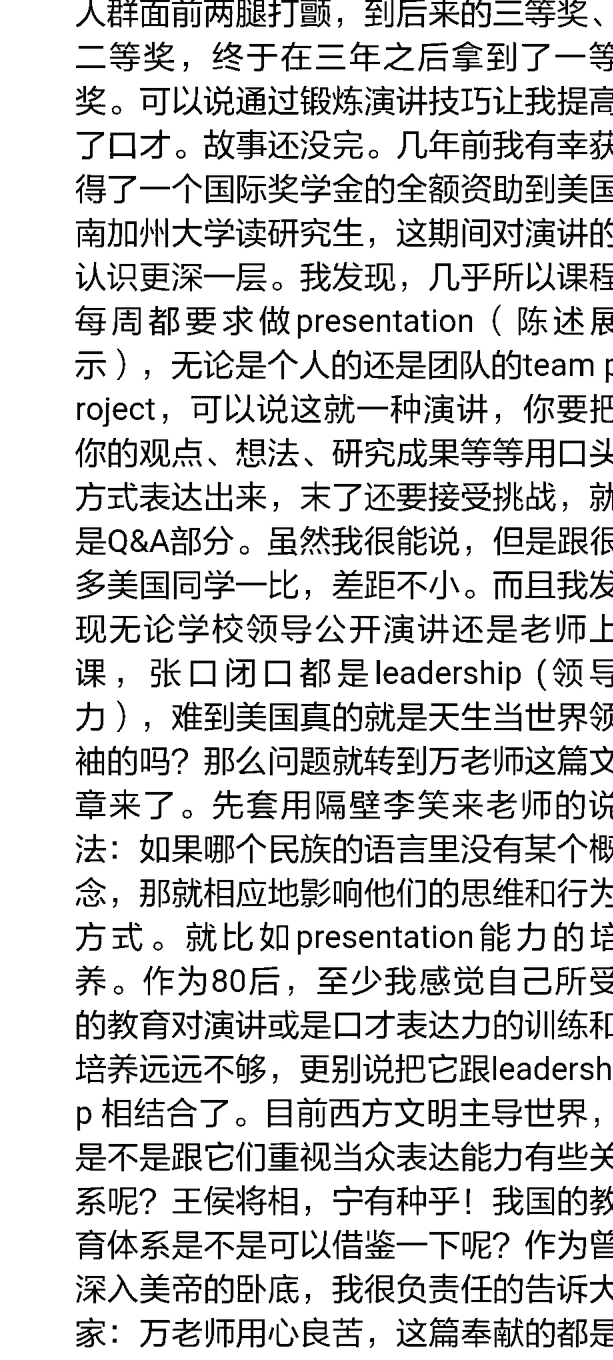 人群面前两腿打颤，到后来的三等奖、
二等奖，终于在三年之后拿到了一等
奖。可以说通过锻炼演讲技巧让我提高
了口才。故事还没完。几年前我有幸获
得了一个国际奖学金的全额资助到美国
南加州大学读研究生，这期间对演讲的
认识更深一层。我发现，几乎所以课程
每周都要求做presentation（陈述展
示），无论是个人的还是团队的team p
roject，可以说这就一种演讲，你要把
你的观点、想法、研究成果等等用口头
方式表达出来，末了还要接受挑战，就
是Q&A部分。虽然我很能说，但是跟很
多美国同学一比，差距不小。而且我发
现无论学校领导公开演讲还是老师上
课，张口闭口都是leadership (领导
力），难到美国真的就是天生当世界领
袖的吗？那么问题就转到万老师这篇文
章来了。先套用隔壁李笑来老师的说
法：如果哪个民族的语言里没有某个概
念，那就相应地影响他们的思维和行为
方式。就比如presentation能力的培
养。作为80后，至少我感觉自己所受
的教育对演讲或是口才表达力的训练和
培养远远不够，更别说把它跟leadersh
p 相结合了。目前西方文明主导世界，
是不是跟它们重视当众表达能力有些关
系呢？王侯将相，宁有种乎！我国的教
育体系是不是可以借鉴一下呢？作为曾
深入美帝的卧底，我很负责任的告诉大
家：万老师用心良苦，这篇奉献的都是